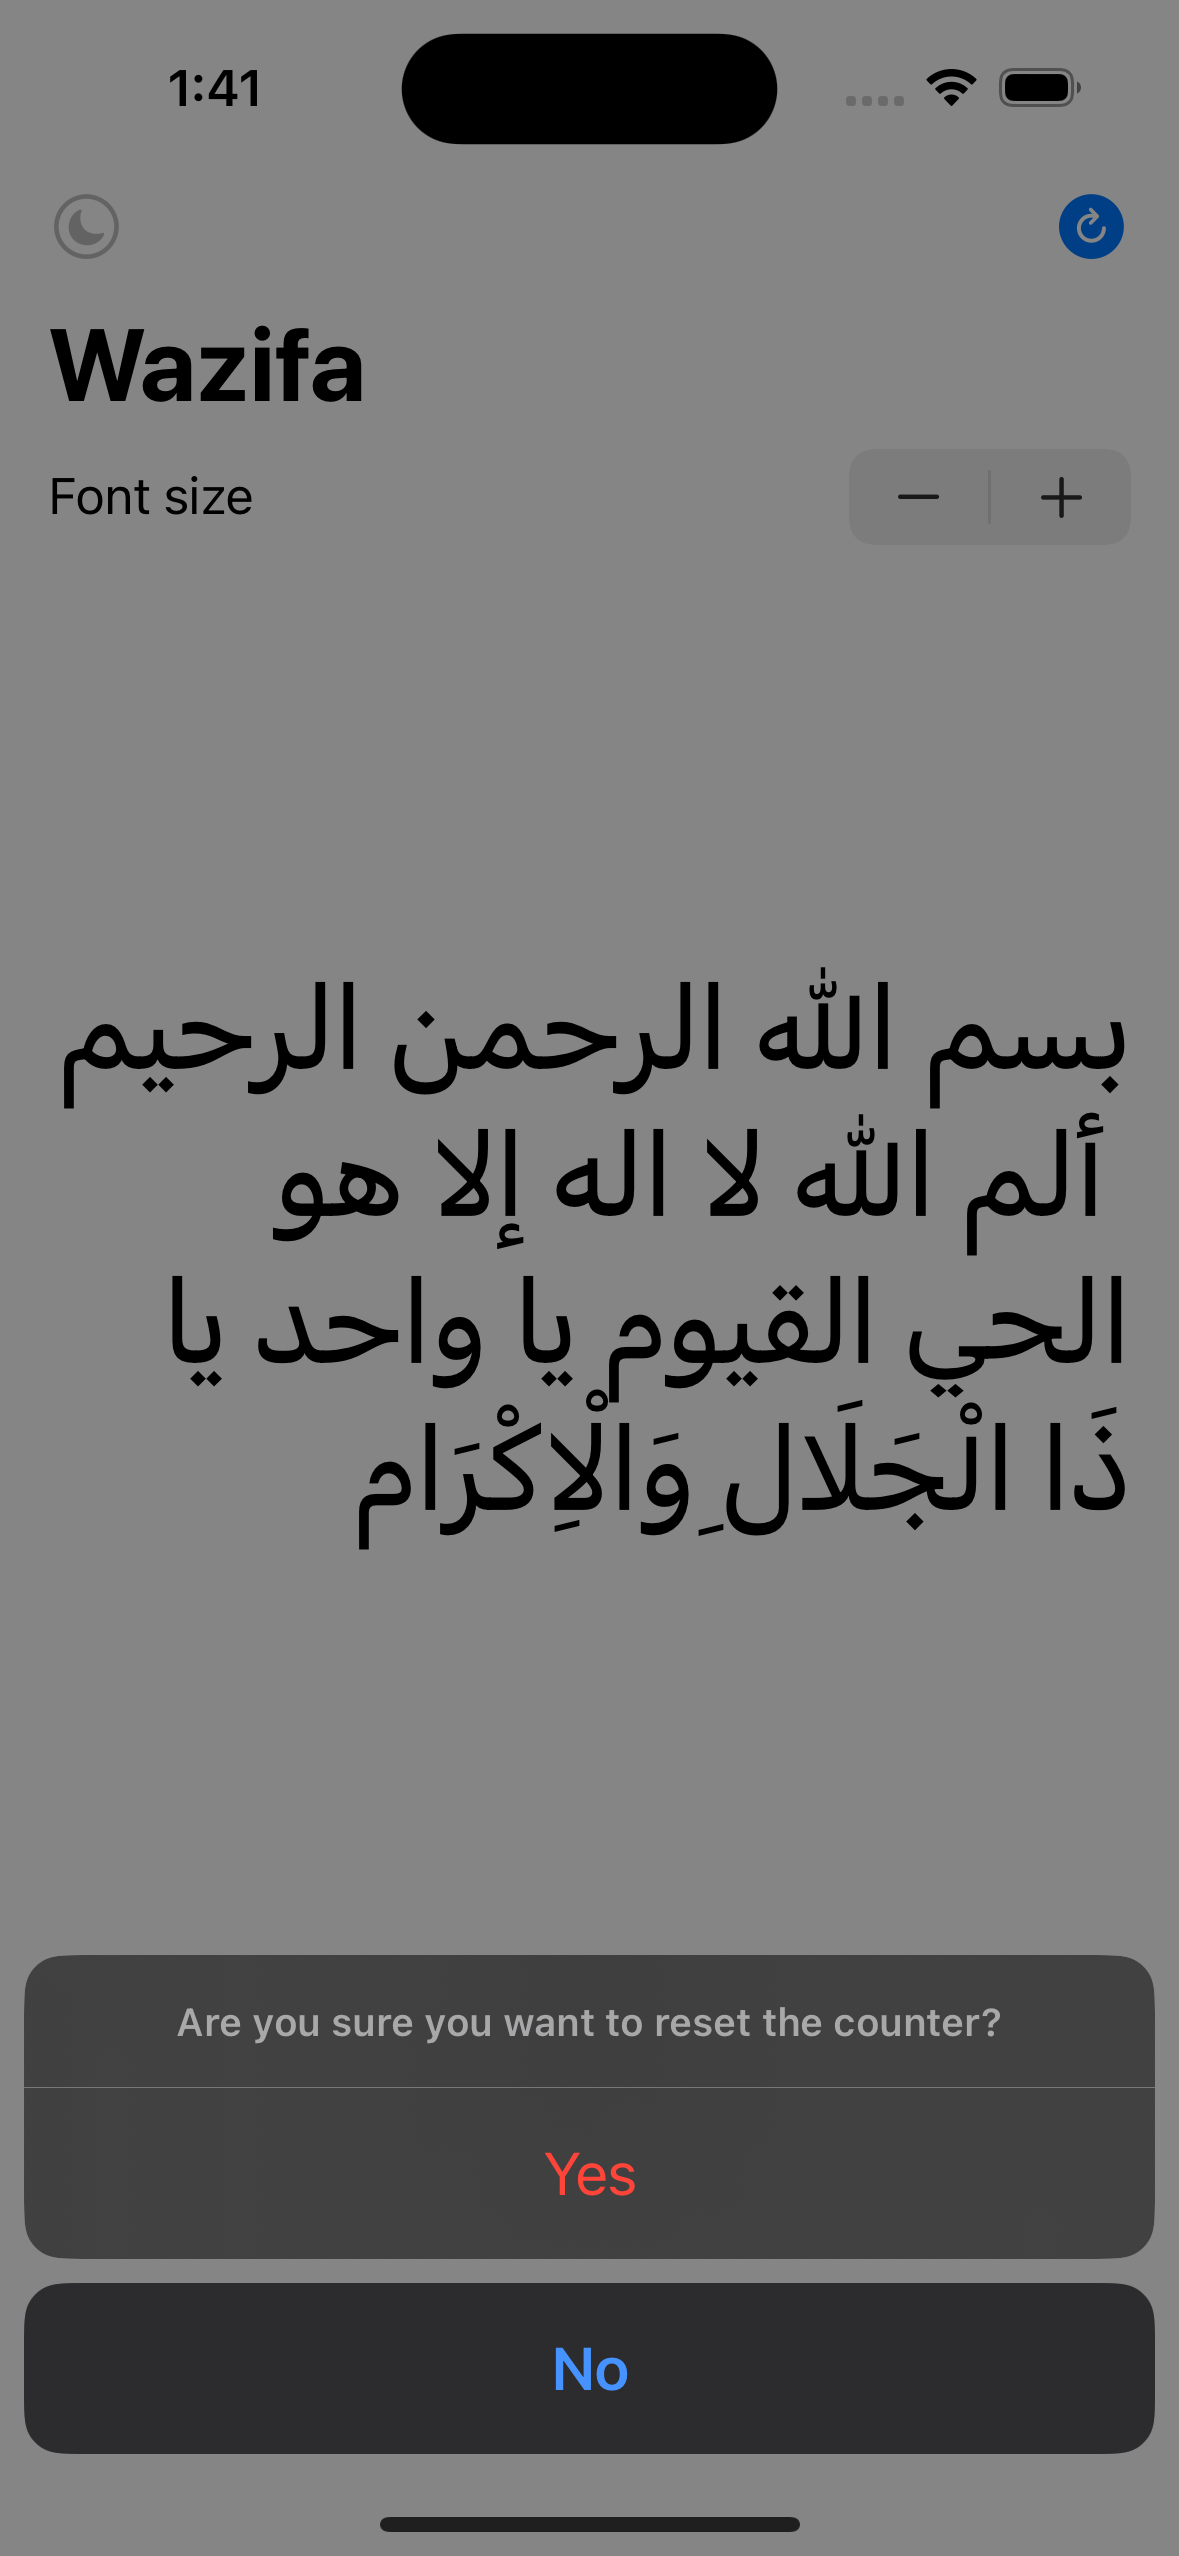 1:41
Wazifa
Font size
بسم الله الرحمن الرحيم
ألم الله لا اله إلا هو
الحي القيوم يا واحد يا
ذَا الْجَلَال ِوَالْاِكْرَام
Are you sure you want to reset the counter?
Yes
No